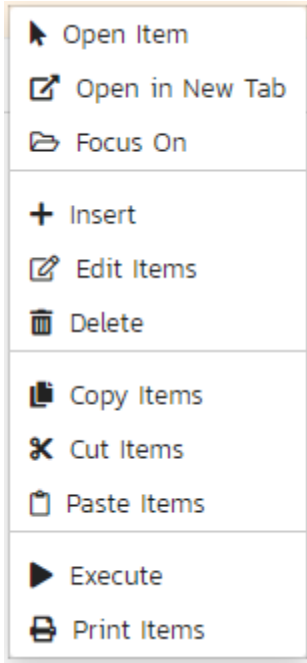 Open Item
Open in New Tab
Focus On
Insert
Edit Items
Delete
Copy Items
Cut Items
Paste Items
Execute
Print Items